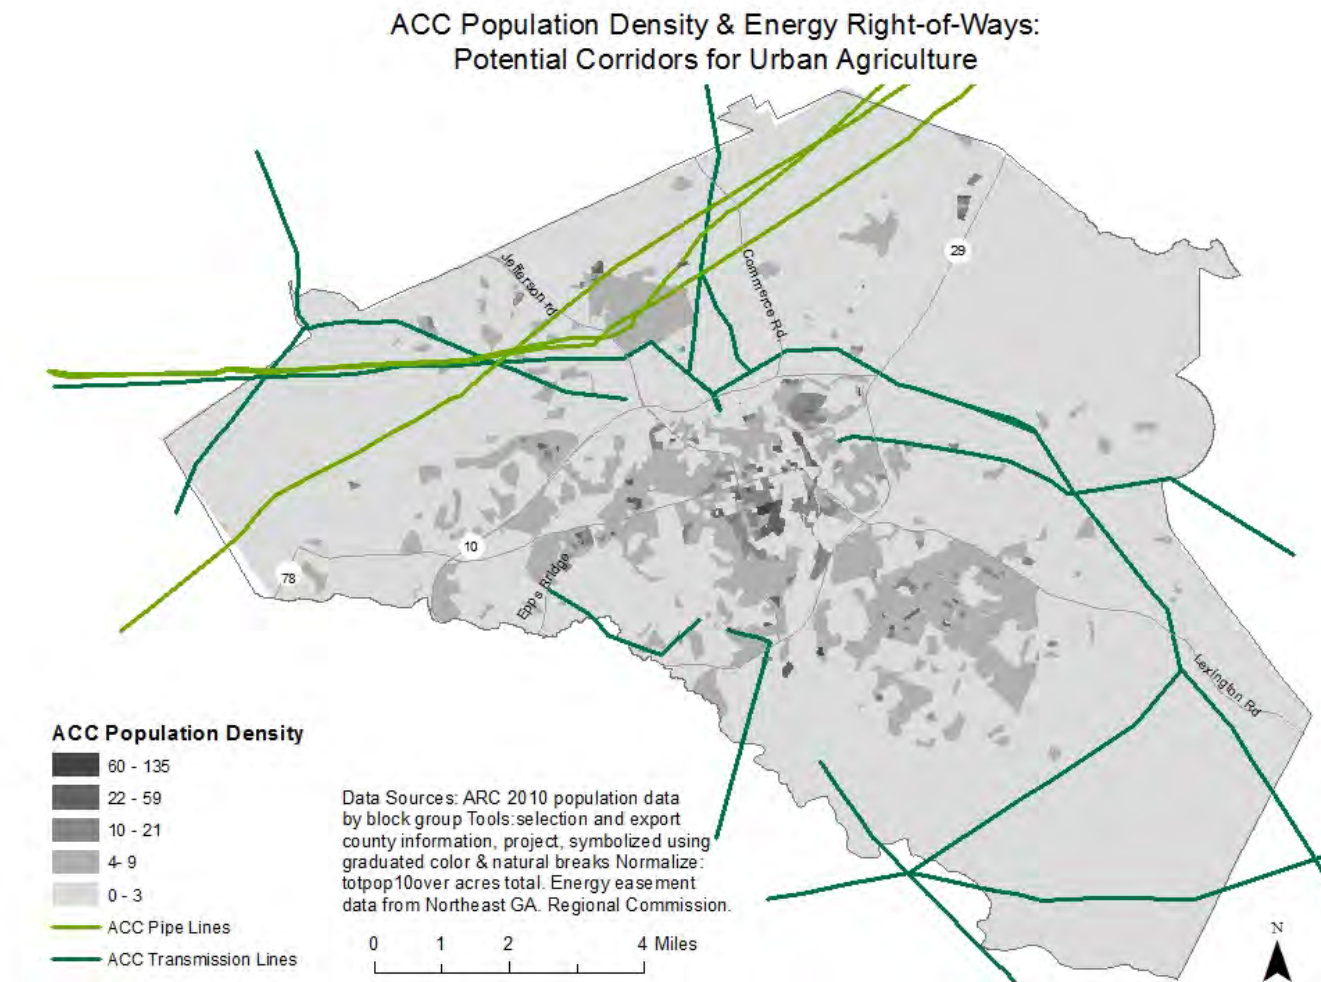 ACC Population Density & Energy Right-of-Ways:
Potential Corridors for Urban Agriculture
29
Jefferson rd
Commerce Rd
10
78
Epps Bridge
Lexington Rd
ACC Population Density
60 - 135
22 - 59
10 - 21
4- 9
0 - 3
ACC Pipe Lines
ACC Transmission Lines
Data Sources: ARC 2010 population data
by block group Tools:selection and export
county information, project, symbolized using
graduated color & natural breaks Normalize:
totpop10over acres total. Energy easement
data from Northeast GA. Regional Commission.
0 1 2 4 Miles
N